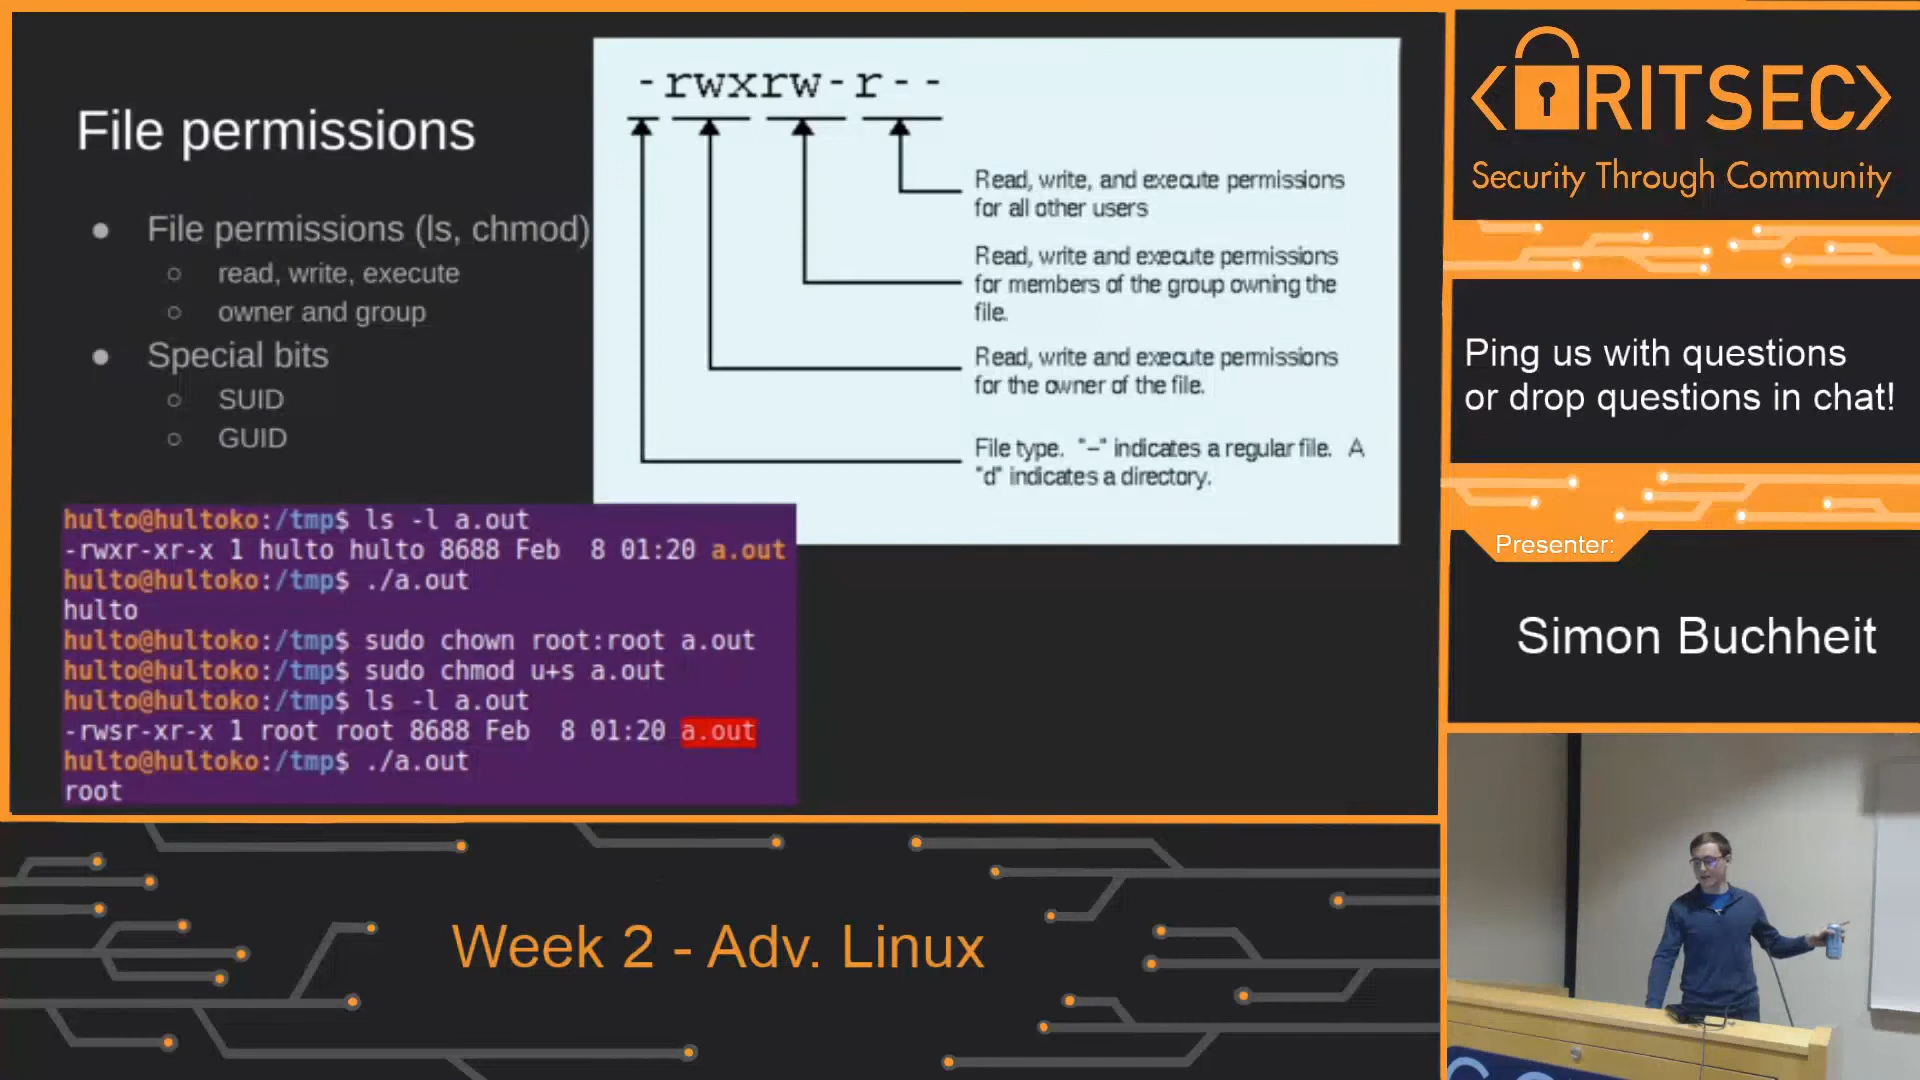 File permissions
● File permissions (ls, chmod)
○ read, write, execute
○ owner and group
● Special bits
○ SUID
○ GUID
-rwxrw-r--
Read, write, and execute permissions
for all other users
Read, write and execute permissions
for members of the group owning the
file.
Read, write and execute permissions
for the owner of the file.
File type. "-" indicates a regular file. A
"d" indicates a directory.
hulto@hultoko:/tmp$ ls -l a.out
-rwxr-xr-x 1 hulto hulto 8688 Feb  8 01:20 a.out
hulto@hultoko:/tmp$ ./a.out
hulto
hulto@hultoko:/tmp$ sudo chown root:root a.out
hulto@hultoko:/tmp$ sudo chmod u+s a.out
hulto@hultoko:/tmp$ ls -l a.out
-rwsr-xr-x 1 root root 8688 Feb  8 01:20 a.out
hulto@hultoko:/tmp$ ./a.out
root
<RITSEC>
Security Through Community
Ping us with questions
or drop questions in chat!
Presenter:
Simon Buchheit
Week 2 - Adv. Linux